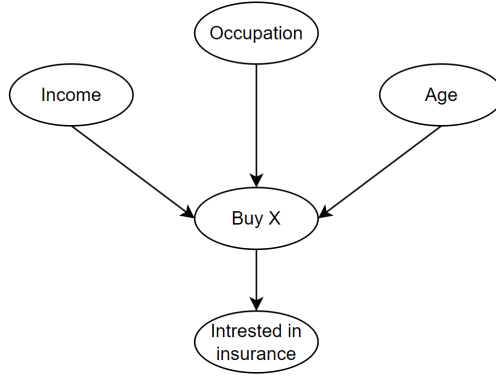 Occupation
Income
Age
Buy X
Intrested in
insurance